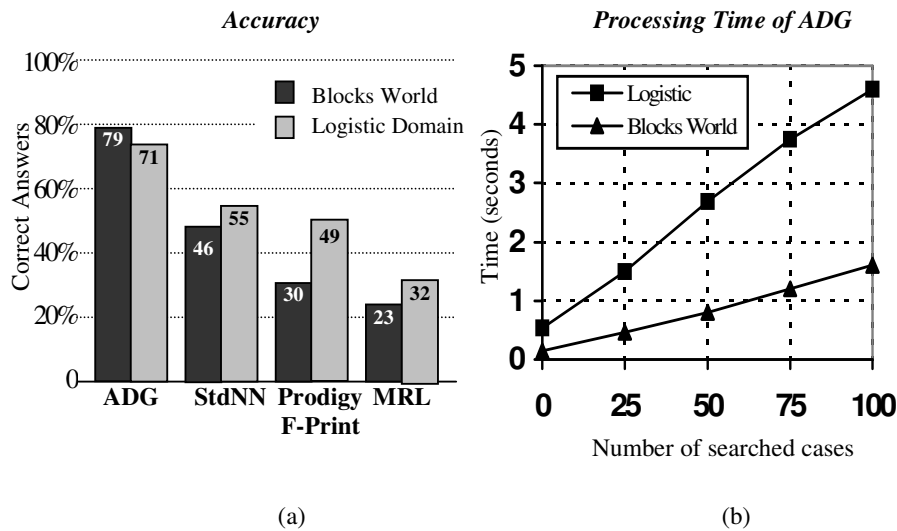 Accuracy
100%
80%
60%
40%
20%
0
Correct Answers
Blocks World
Logistic Domain
79
71
46
55
30
49
23
32
ADG
StdNN
Prodigy
F-Print
MRL
(a)
Processing Time of ADG
5
4
3
2
1
0
Time (seconds)
Logistic
Blocks World
0
25
50
75
100
Number of searched cases
(b)